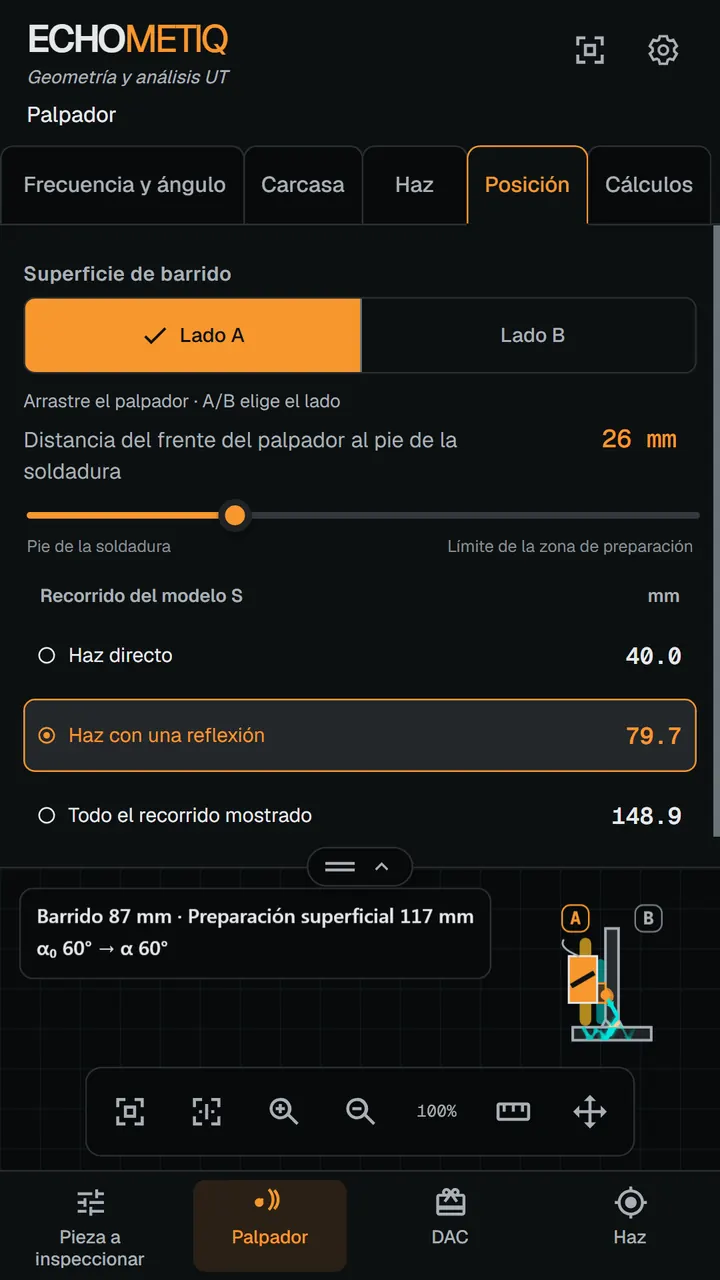 ECHOMETIQ
Geometría y análisis UT
Palpador
Frecuencia y ángulo
Carcasa
Haz
Posición
Cálculos
Superficie de barrido
Lado A
Lado B
Arrastre el palpador · A/B elige el lado
Distancia del frente del palpador al pie de la
soldadura
26 mm
Pie de la soldadura
Límite de la zona de preparación
Recorrido del modelo S
mm
Haz directo
40.0
Haz con una reflexión
79.7
Todo el recorrido mostrado
148.9
Barrido 87 mm · Preparación superficial 117 mm
α₀ 60° → α 60°
A
B
100%
Pieza a
inspeccionar
Palpador
DAC
Haz